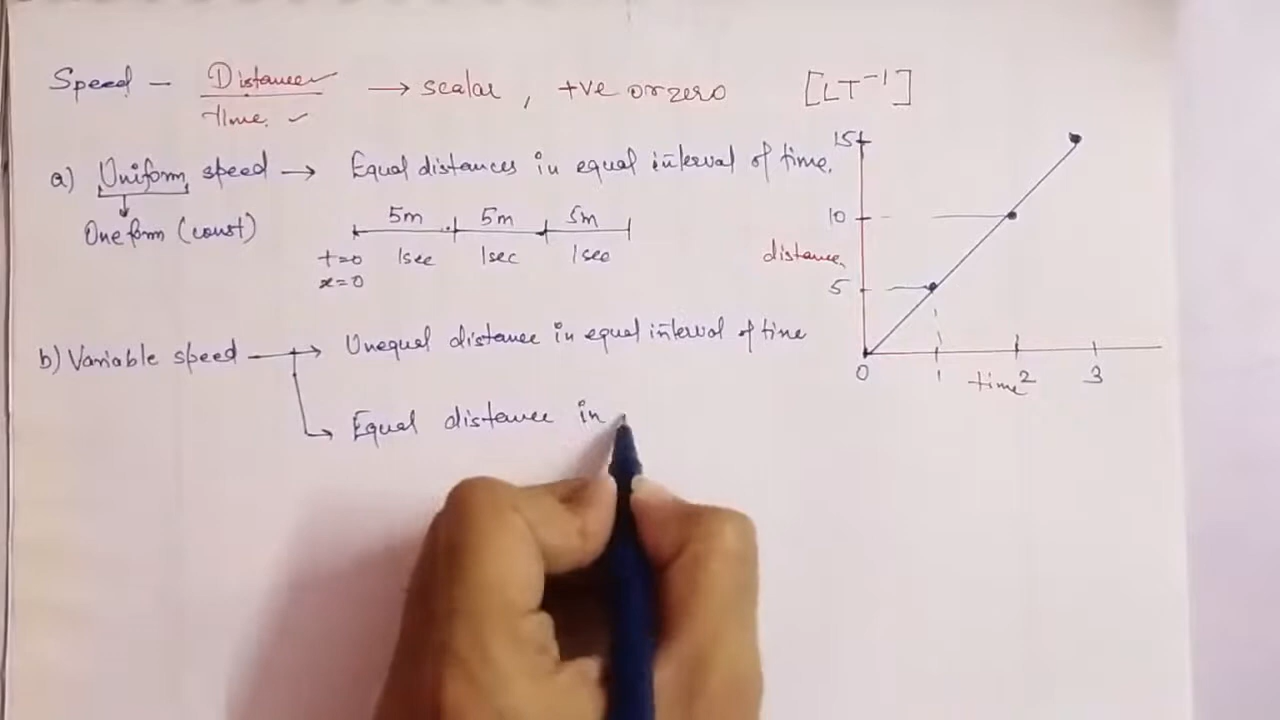 Speed - Distance / Time → scalar, +ve or zero [LT⁻¹]
a) Uniform speed → Equal distances in equal interval of time.
One form (const)
5m 5m 5m
t=0 1sec 1sec 1sec
x=0
b) Variable speed → Unequal distance in equal interval of time
→ Equal distance in
15
10
distance
5
0 1 time 2 3